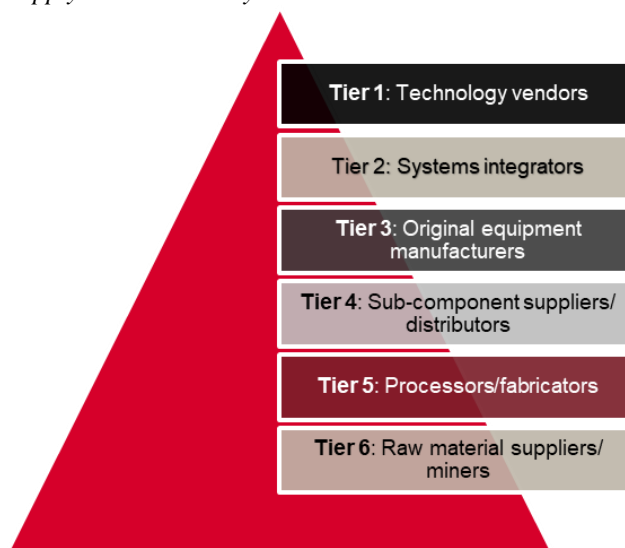 Tier 1: Technology vendors
Tier 2: Systems integrators
Tier 3: Original equipment
manufacturers
Tier 4: Sub-component suppliers/
distributors
Tier 5: Processors/fabricators
Tier 6: Raw material suppliers/
miners